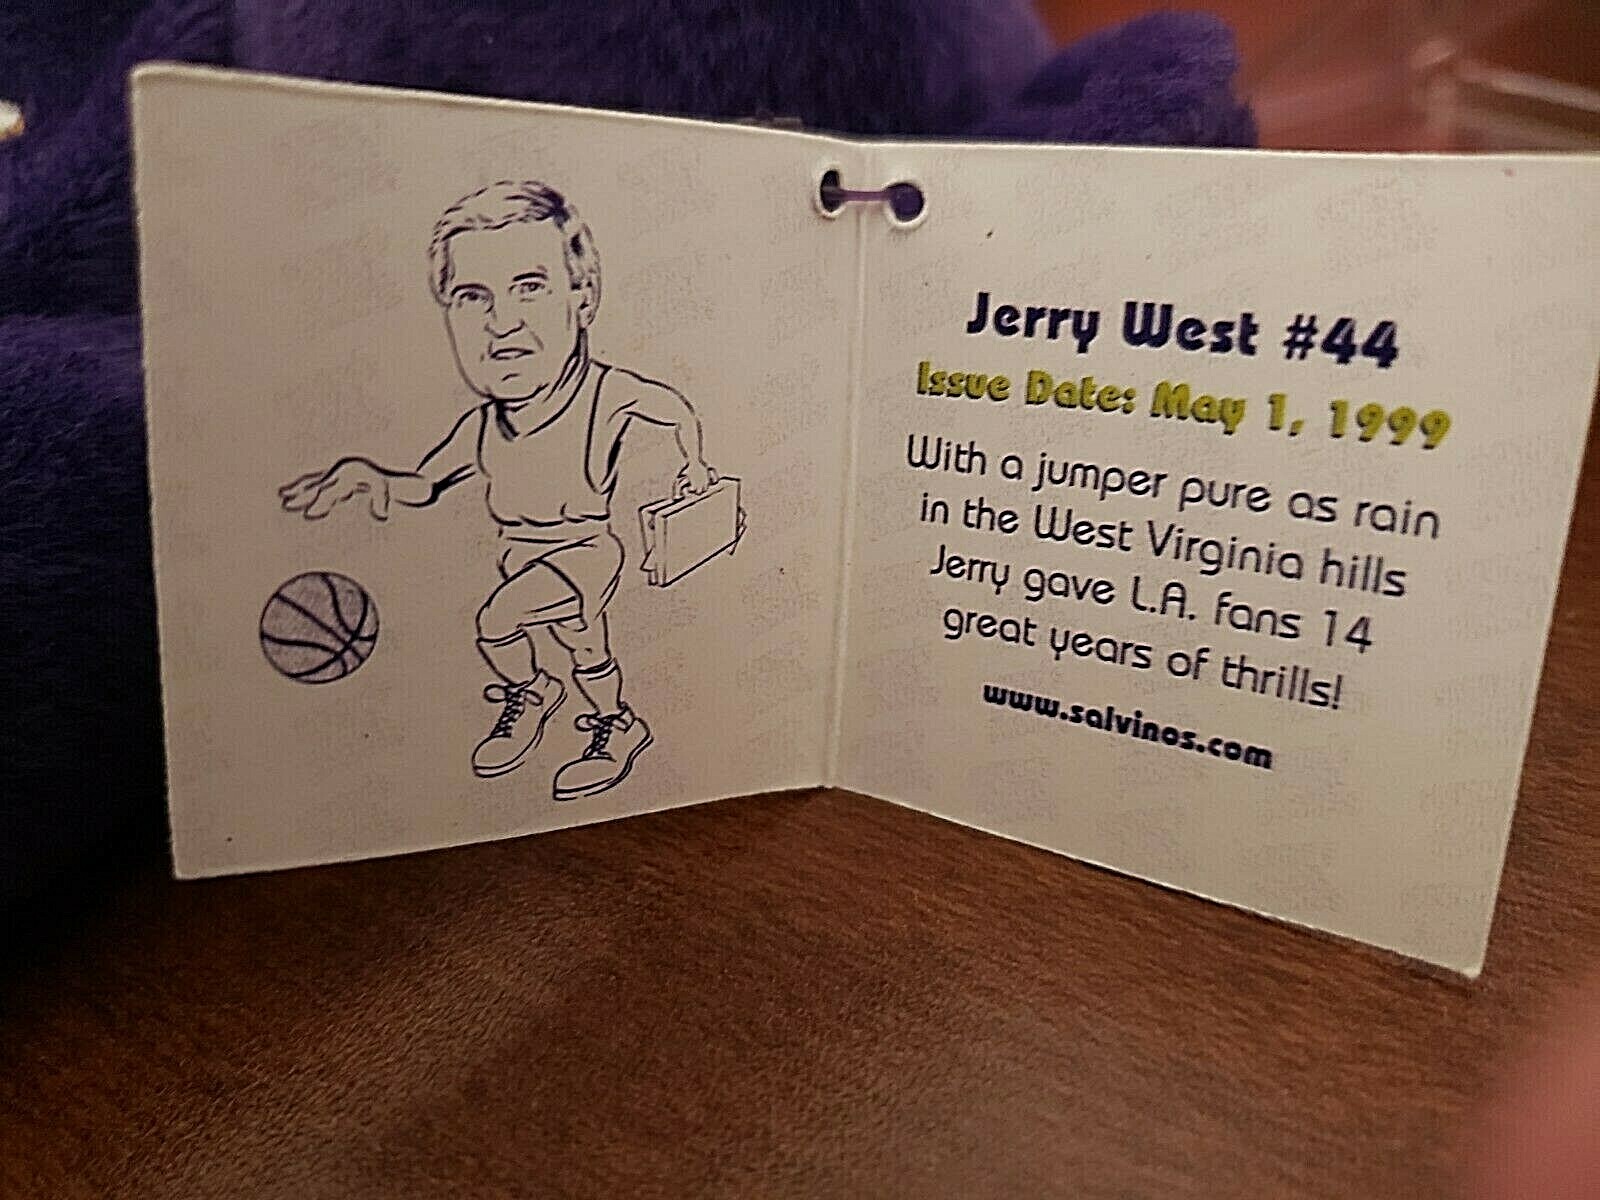 Jerry West #44
Issue Date: May 1, 1999
With a jumper pure as rain
in the West Virginia hills
Jerry gave L.A. fans 14
great years of thrills!
www.salvinos.com